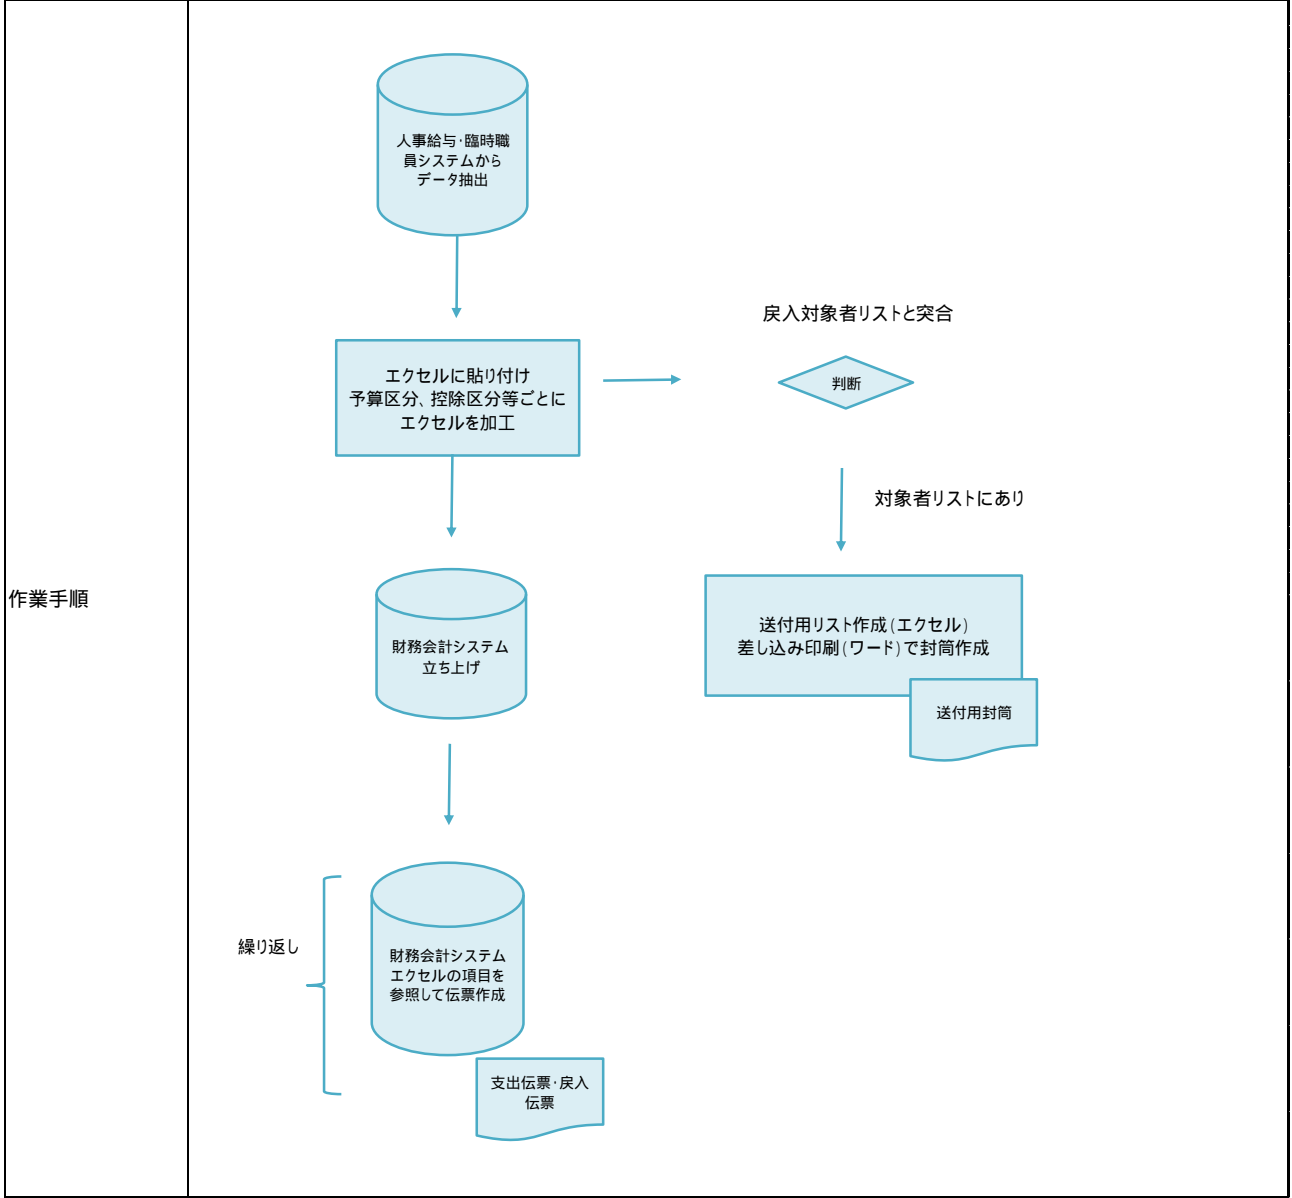 作業手順
人事給与・臨時職
員システムから
データ抽出
エクセルに貼り付け
予算区分、控除区分等ごとに
エクセルを加工
戻入対象者リストと突合
判断
対象者リストにあり
送付用リスト作成(エクセル)
差し込み印刷(ワード)で封筒作成
送付用封筒
財務会計システム
立ち上げ
繰り返し
財務会計システム
エクセルの項目を
参照して伝票作成
支出伝票・戻入
伝票